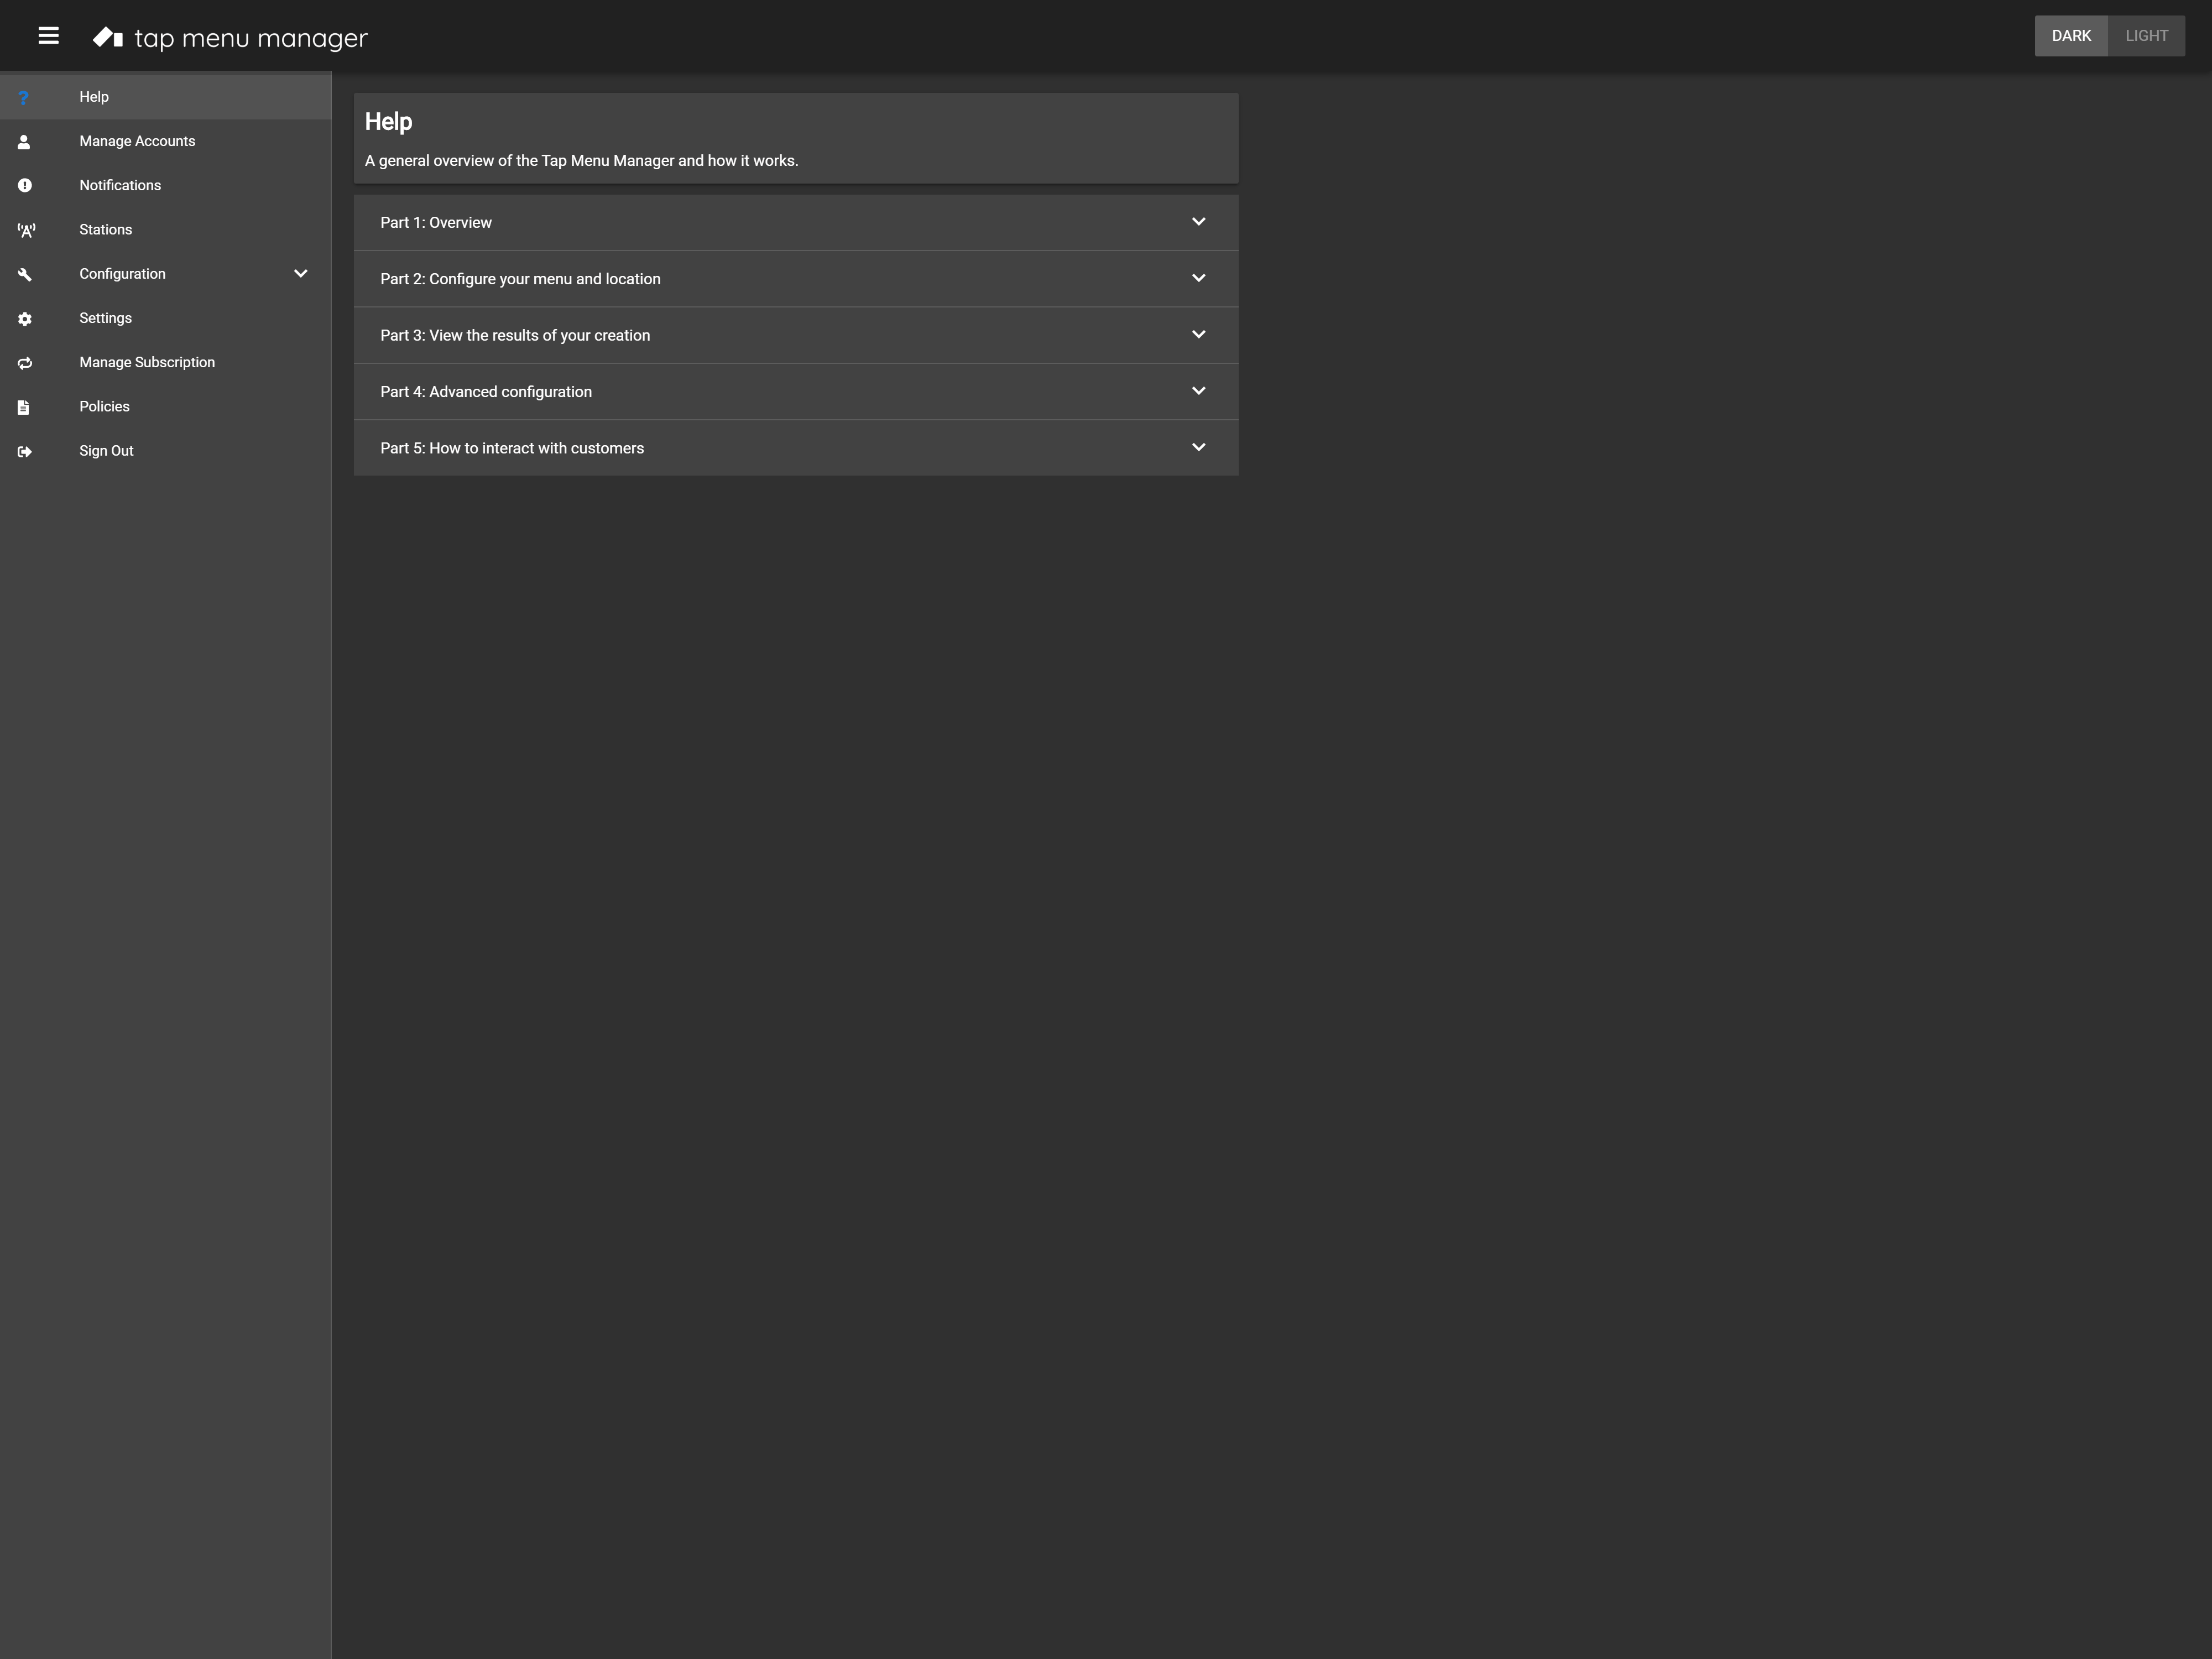 tap menu manager
DARK
LIGHT
Help
Manage Accounts
Notifications
Stations
Configuration
Settings
Manage Subscription
Policies
Sign Out
Help
A general overview of the Tap Menu Manager and how it works.
Part 1: Overview
Part 2: Configure your menu and location
Part 3: View the results of your creation
Part 4: Advanced configuration
Part 5: How to interact with customers